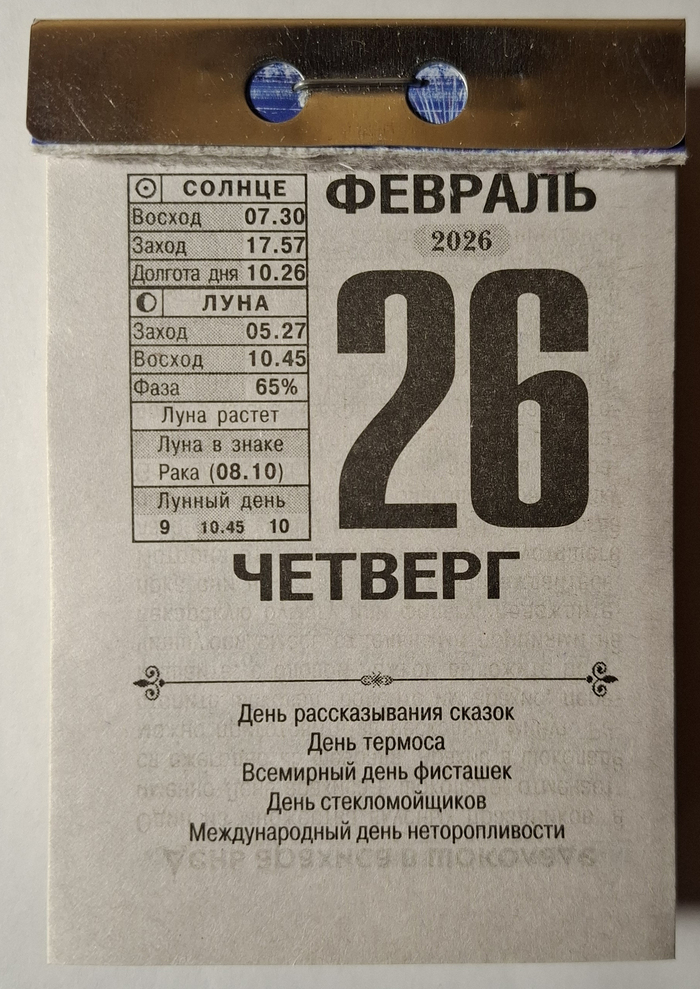 СОЛНЦЕ
Восход 07.30
Заход 17.57
Долгота дня 10.26
ЛУНА
Заход 05.27
Восход 10.45
Фаза 65%
Луна растет
Луна в знаке
Рака (08.10)
Лунный день
9 10.45 10
ФЕВРАЛЬ
2026
26
ЧЕТВЕРГ
День рассказывания сказок
День термоса
Всемирный день фисташек
День стекломойщиков
Международный день неторопливости